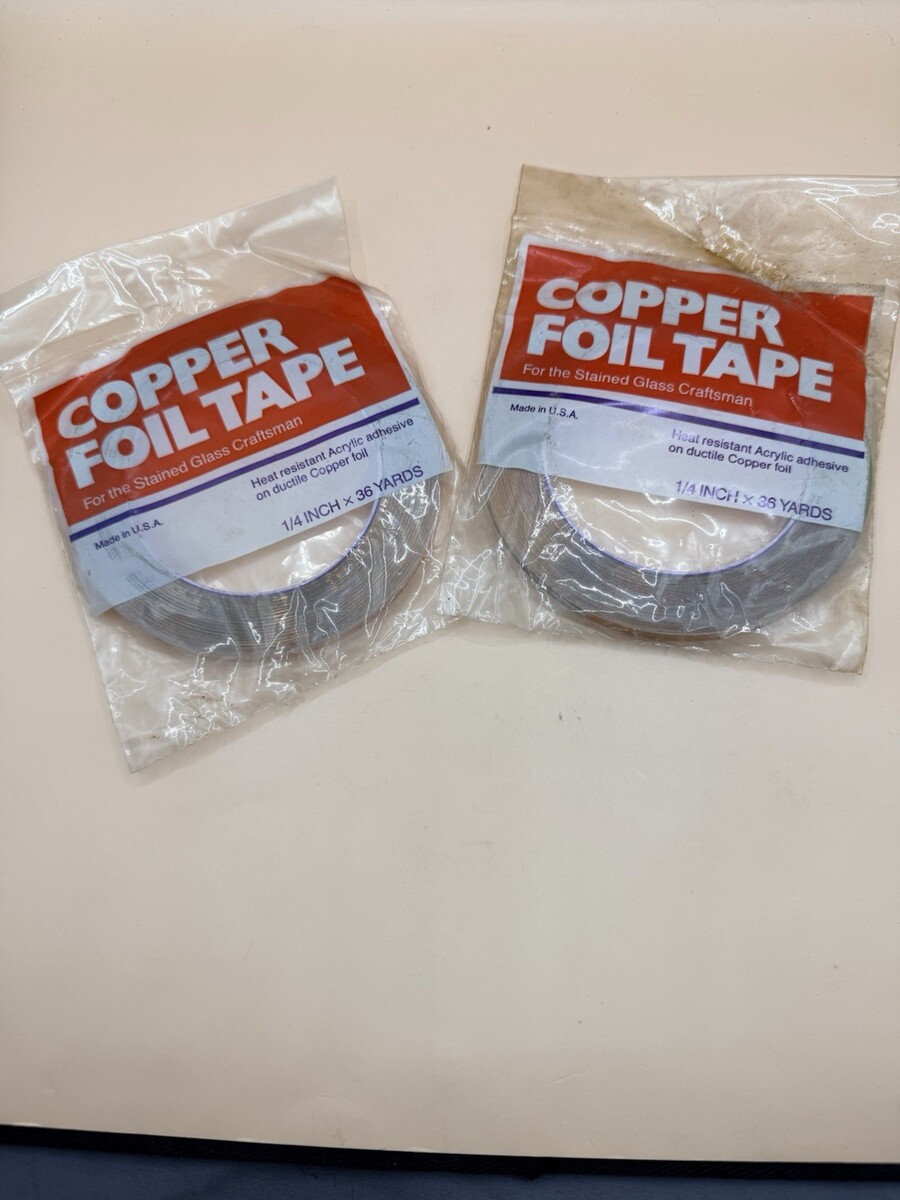 COPPER
FOIL TAPE
For the Stained Glass Craftsman
Made in U.S.A.
Heat resistant Acrylic adhesive
on ductile Copper foil
1/4 INCH × 36 YARDS
COPPER
FOIL TAPE
For the Stained Glass Craftsman
Made in U.S.A.
Heat resistant Acrylic adhesive
on ductile Copper foil
1/4 INCH × 36 YARDS